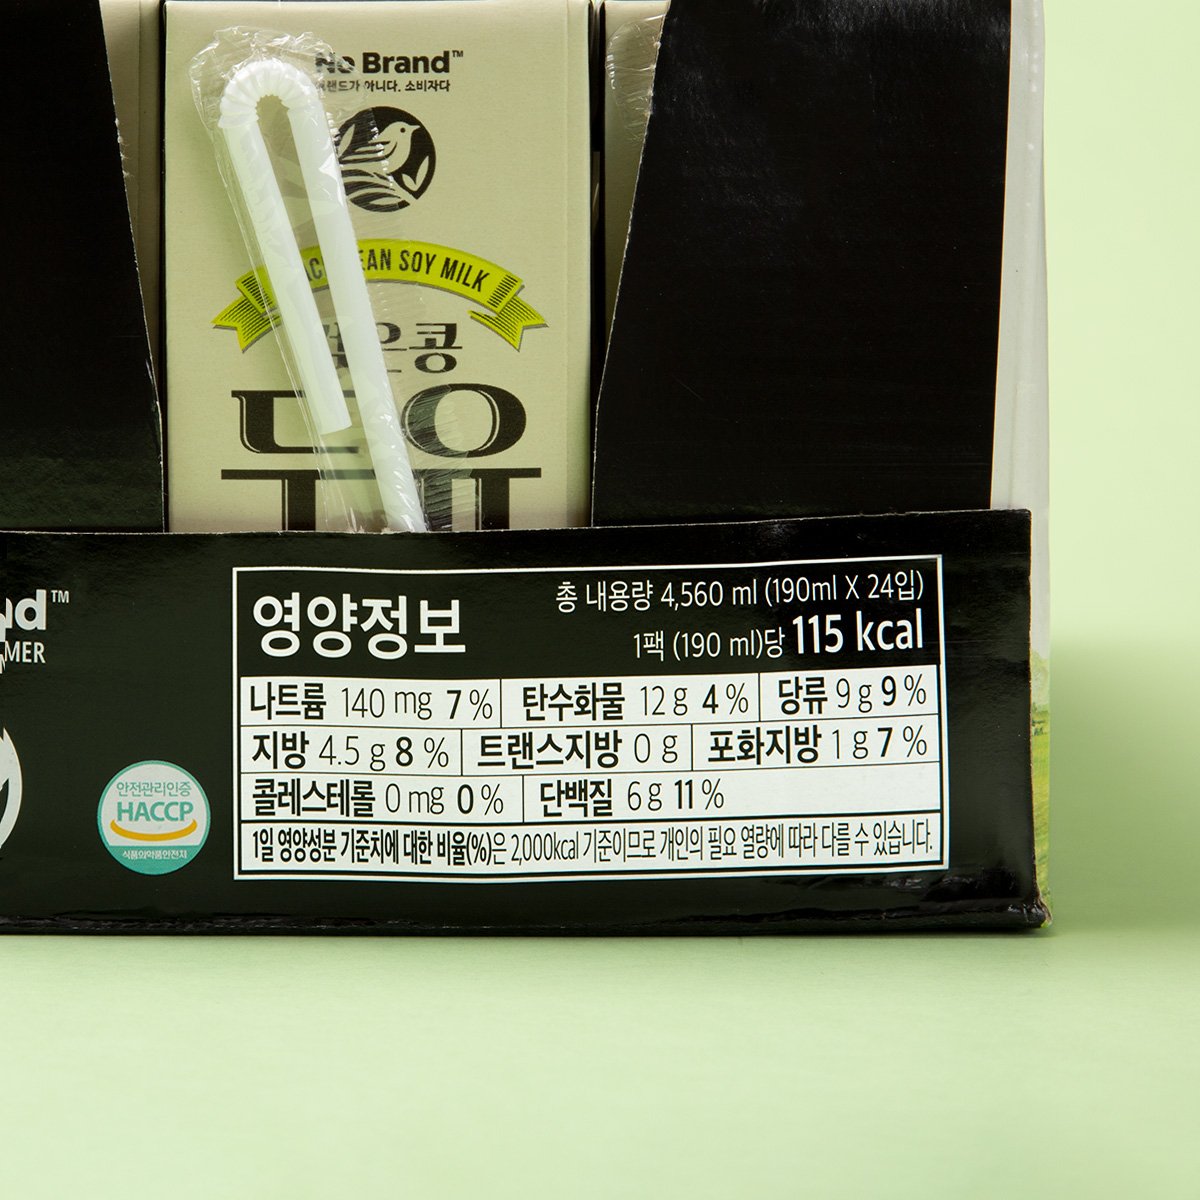 No Brand™
브랜드가 아니다. 소비자다
BEAN SOY MILK
검은콩
두유
™
MER
영양정보
총 내용량 4,560 ml (190ml X 24입)
1팩 (190 ml)당 115 kcal
나트륨 140 mg 7 % 탄수화물 12 g 4 % 당류 9 g 9 %
지방 4.5 g 8 % 트랜스지방 0 g 포화지방 1 g 7 %
콜레스테롤 0 mg 0 % 단백질 6 g 11 %
1일 영양성분 기준치에 대한 비율(%)은 2,000kcal 기준이므로 개인의 필요 열량에 따라 다를 수 있습니다.
안전관리인증
HACCP
식품의약품안전처